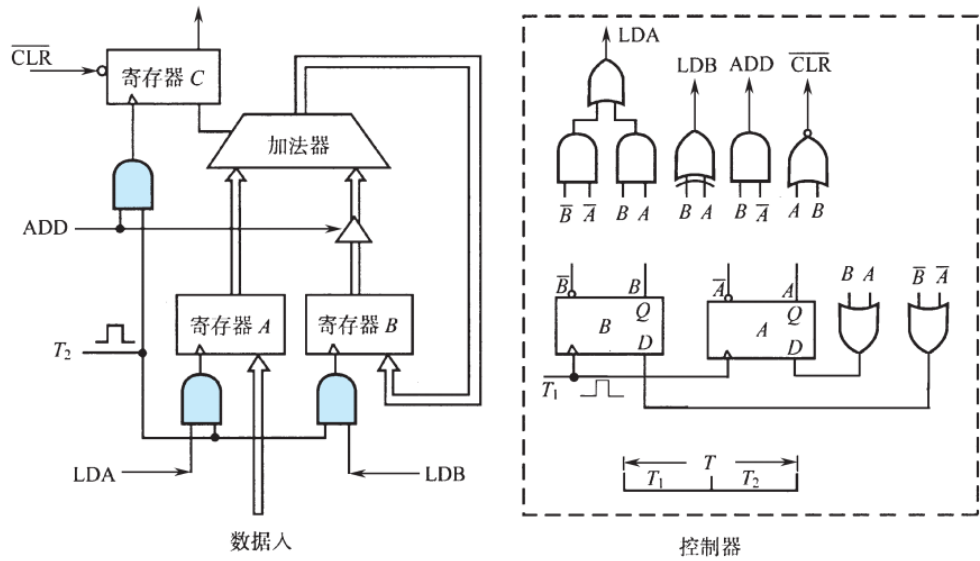 CLR
寄存器 C
加法器
ADD
寄存器 A
寄存器 B
T₂
LDA
LDB
数据入
LDA
LDB
ADD
CLR
B̅ A̅
B A
B A
B A̅
A B
B̅
B
B Q
D
A̅
A
A Q
D
B A
B̅ A̅
T₁
T
T₁
T₂
控制器